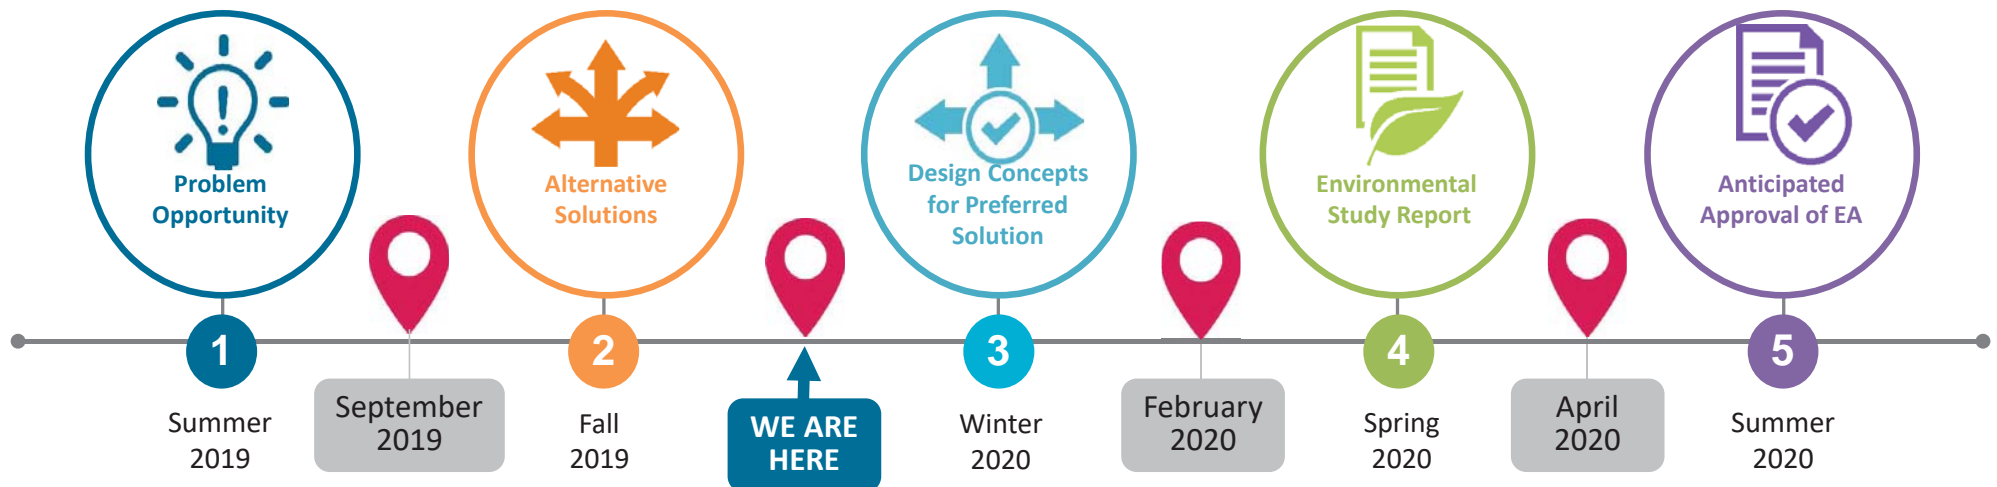 Problem
Opportunity
Alternative
Solutions
Design Concepts
for Preferred
Solution
Environmental
Study Report
Anticipated
Approval of EA
1
2
3
4
5
Summer
2019
September
2019
Fall
2019
WE ARE
HERE
Winter
2020
February
2020
Spring
2020
April
2020
Summer
2020